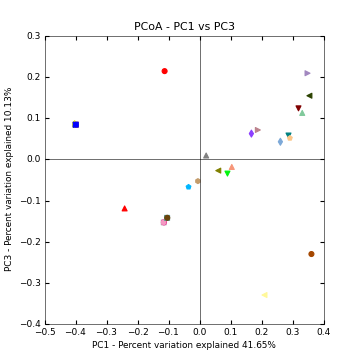 PCoA - PC1 vs PC3
0.3
0.2
0.1
0.0
−0.1
−0.2
−0.3
−0.4
PC3 - Percent variation explained 10.13%
−0.5 −0.4 −0.3 −0.2 −0.1 0.0 0.1 0.2 0.3 0.4
PC1 - Percent variation explained 41.65%